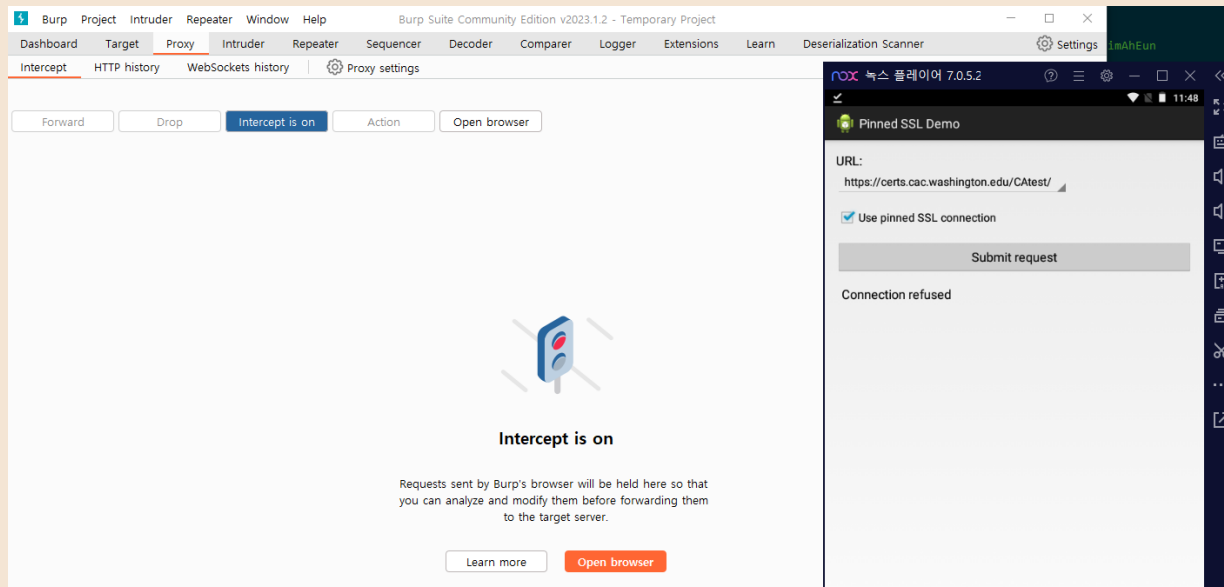 Burp Project Intruder Repeater Window Help Burp Suite Community Edition v2023.1.2 - Temporary Project
Dashboard Target Proxy Intruder Repeater Sequencer Decoder Comparer Logger Extensions Learn Deserialization Scanner Settings
Intercept HTTP history WebSockets history Proxy settings
Forward Drop Intercept is on Action Open browser
Intercept is on
Requests sent by Burp's browser will be held here so that
you can analyze and modify them before forwarding them
to the target server.
Learn more Open browser
imAhEun
nox 녹스 플레이어 7.0.5.2
11:48
Pinned SSL Demo
URL:
https://certs.cac.washington.edu/CAtest/
Use pinned SSL connection
Submit request
Connection refused